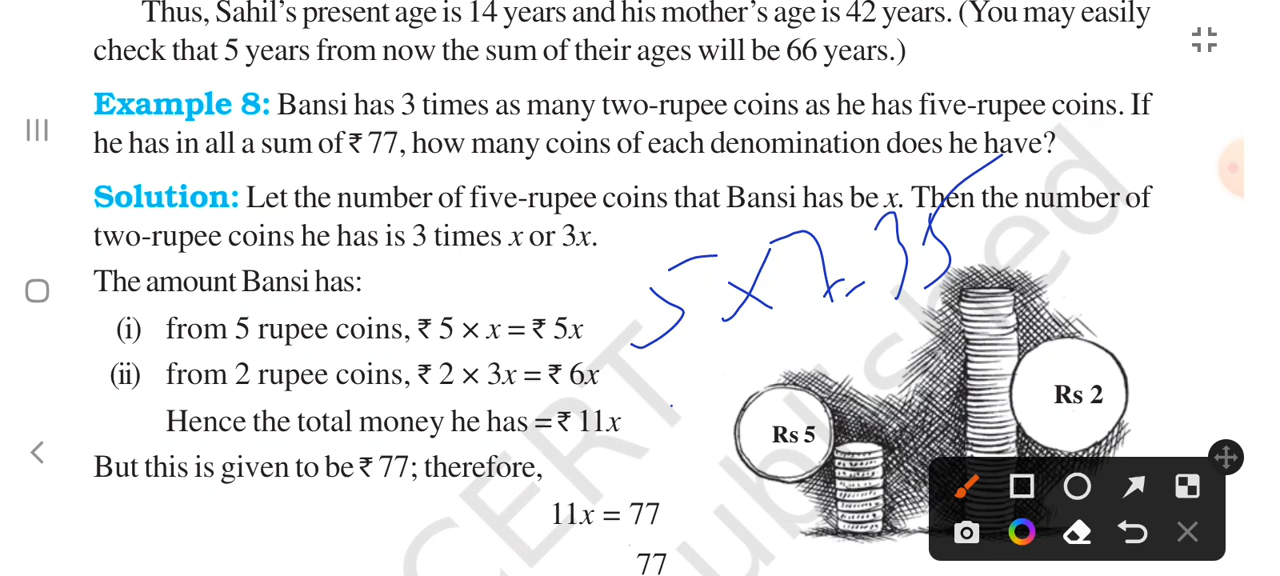 Thus, Sahil's present age is 14 years and his mother's age is 42 years. (You may easily
check that 5 years from now the sum of their ages will be 66 years.)
Example 8: Bansi has 3 times as many two-rupee coins as he has five-rupee coins. If
he has in all a sum of ₹ 77, how many coins of each denomination does he have?
Solution: Let the number of five-rupee coins that Bansi has be x. Then the number of
two-rupee coins he has is 3 times x or 3x.
The amount Bansi has:
(i) from 5 rupee coins, ₹ 5 × x = ₹ 5x
(ii) from 2 rupee coins, ₹ 2 × 3x = ₹ 6x
Hence the total money he has = ₹ 11x
But this is given to be ₹ 77; therefore,
11x = 77
77
5 x 7 = 35
Rs 5
Rs 2